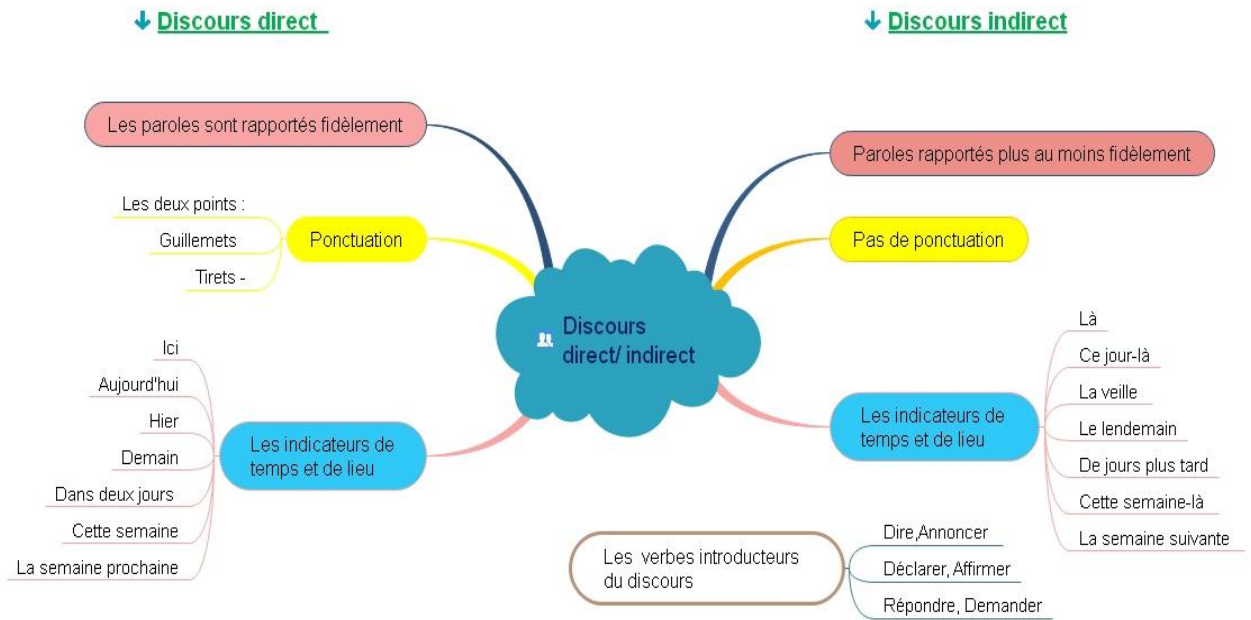 Discours direct
Discours indirect
Les paroles sont rapportés fidèlement
Les deux points :
Guillemets
Tirets -
Ponctuation
Ici
Aujourd'hui
Hier
Demain
Dans deux jours
Cette semaine
La semaine prochaine
Les indicateurs de
temps et de lieu
Discours
direct/ indirect
Paroles rapportés plus au moins fidèlement
Pas de ponctuation
Les indicateurs de
temps et de lieu
Là
Ce jour-là
La veille
Le lendemain
De jours plus tard
Cette semaine-là
La semaine suivante
Les verbes introducteurs
du discours
Dire,Annoncer
Déclarer, Affirmer
Répondre, Demander